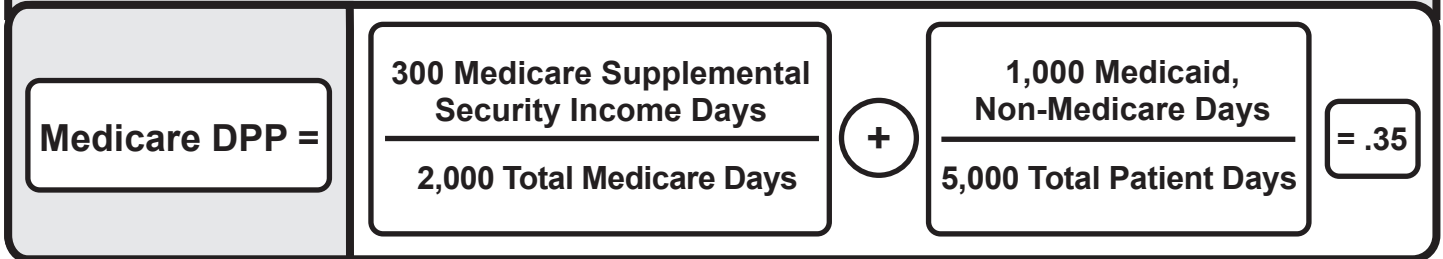 Medicare DPP =
300 Medicare Supplemental
Security Income Days
2,000 Total Medicare Days
+
1,000 Medicaid,
Non-Medicare Days
5,000 Total Patient Days
= .35